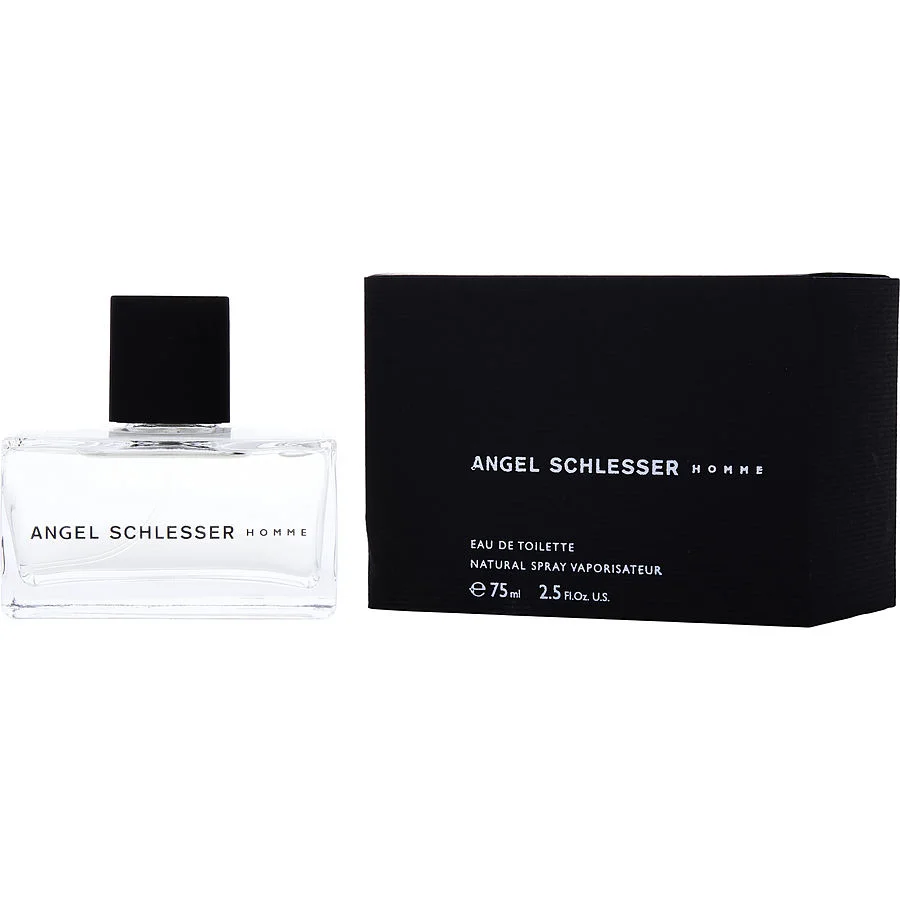 ANGEL SCHLESSER HOMME
ANGEL SCHLESSER HOMME
EAU DE TOILETTE
NATURAL SPRAY VAPORISATEUR
℮ 75 ml 2.5 Fl.Oz. U.S.